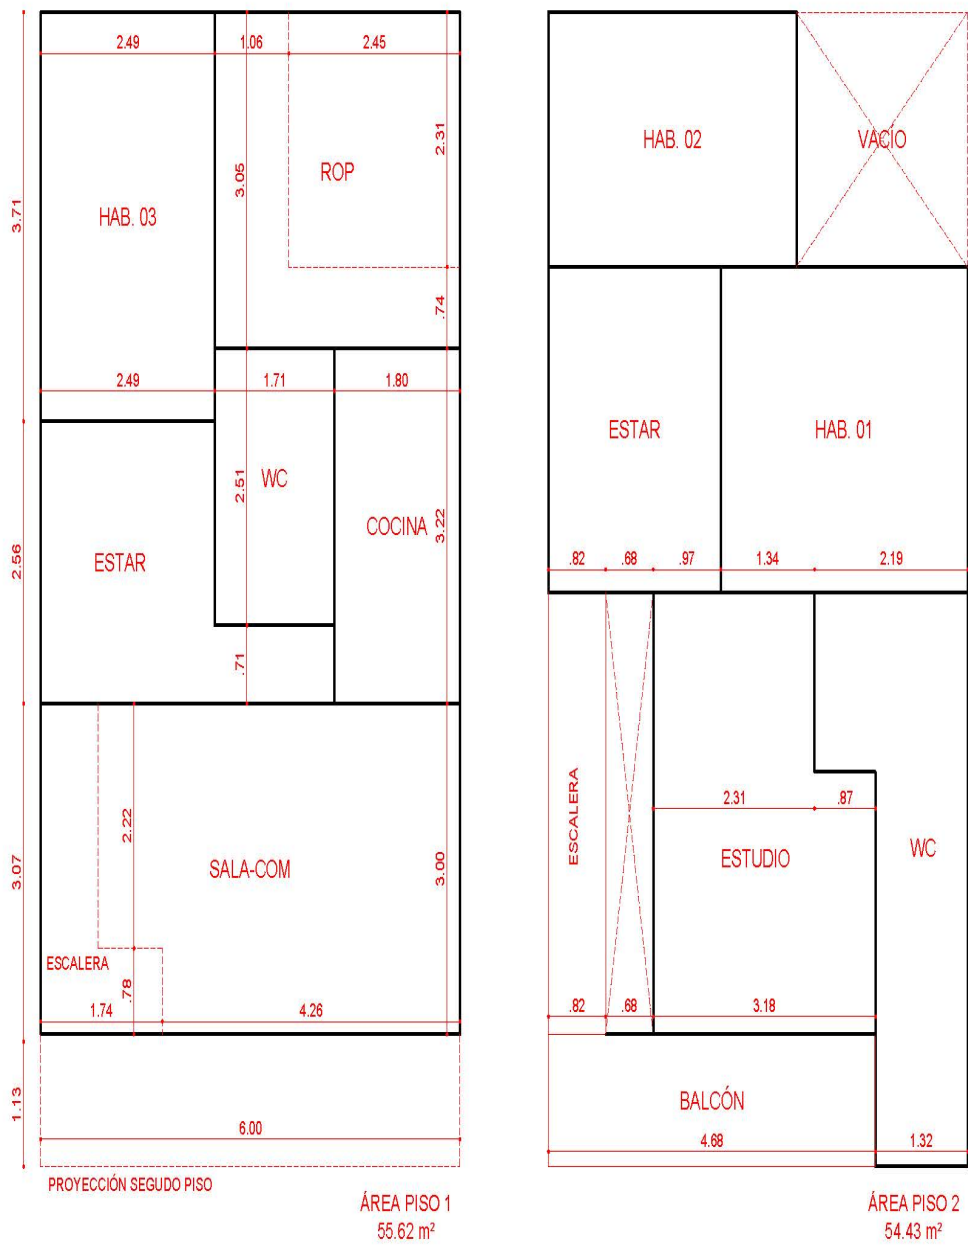 2.49
1.06
2.45
2.31
HAB. 02
VACÍO
3.05
ROP
3.71
HAB. 03
.74
2.49
1.71
1.80
ESTAR
HAB. 01
WC
2.51
3.22
COCINA
2.56
ESTAR
.82
.68
.97
1.34
2.19
.71
2.22
ESCALERA
2.31
.87
3.07
SALA-COM
3.00
ESTUDIO
WC
ESCALERA
.78
1.74
4.26
.82
.68
3.18
1.13
6.00
BALCÓN
4.68
1.32
PROYECCIÓN SEGUDO PISO
ÁREA PISO 1
55.62 m²
ÁREA PISO 2
54.43 m²